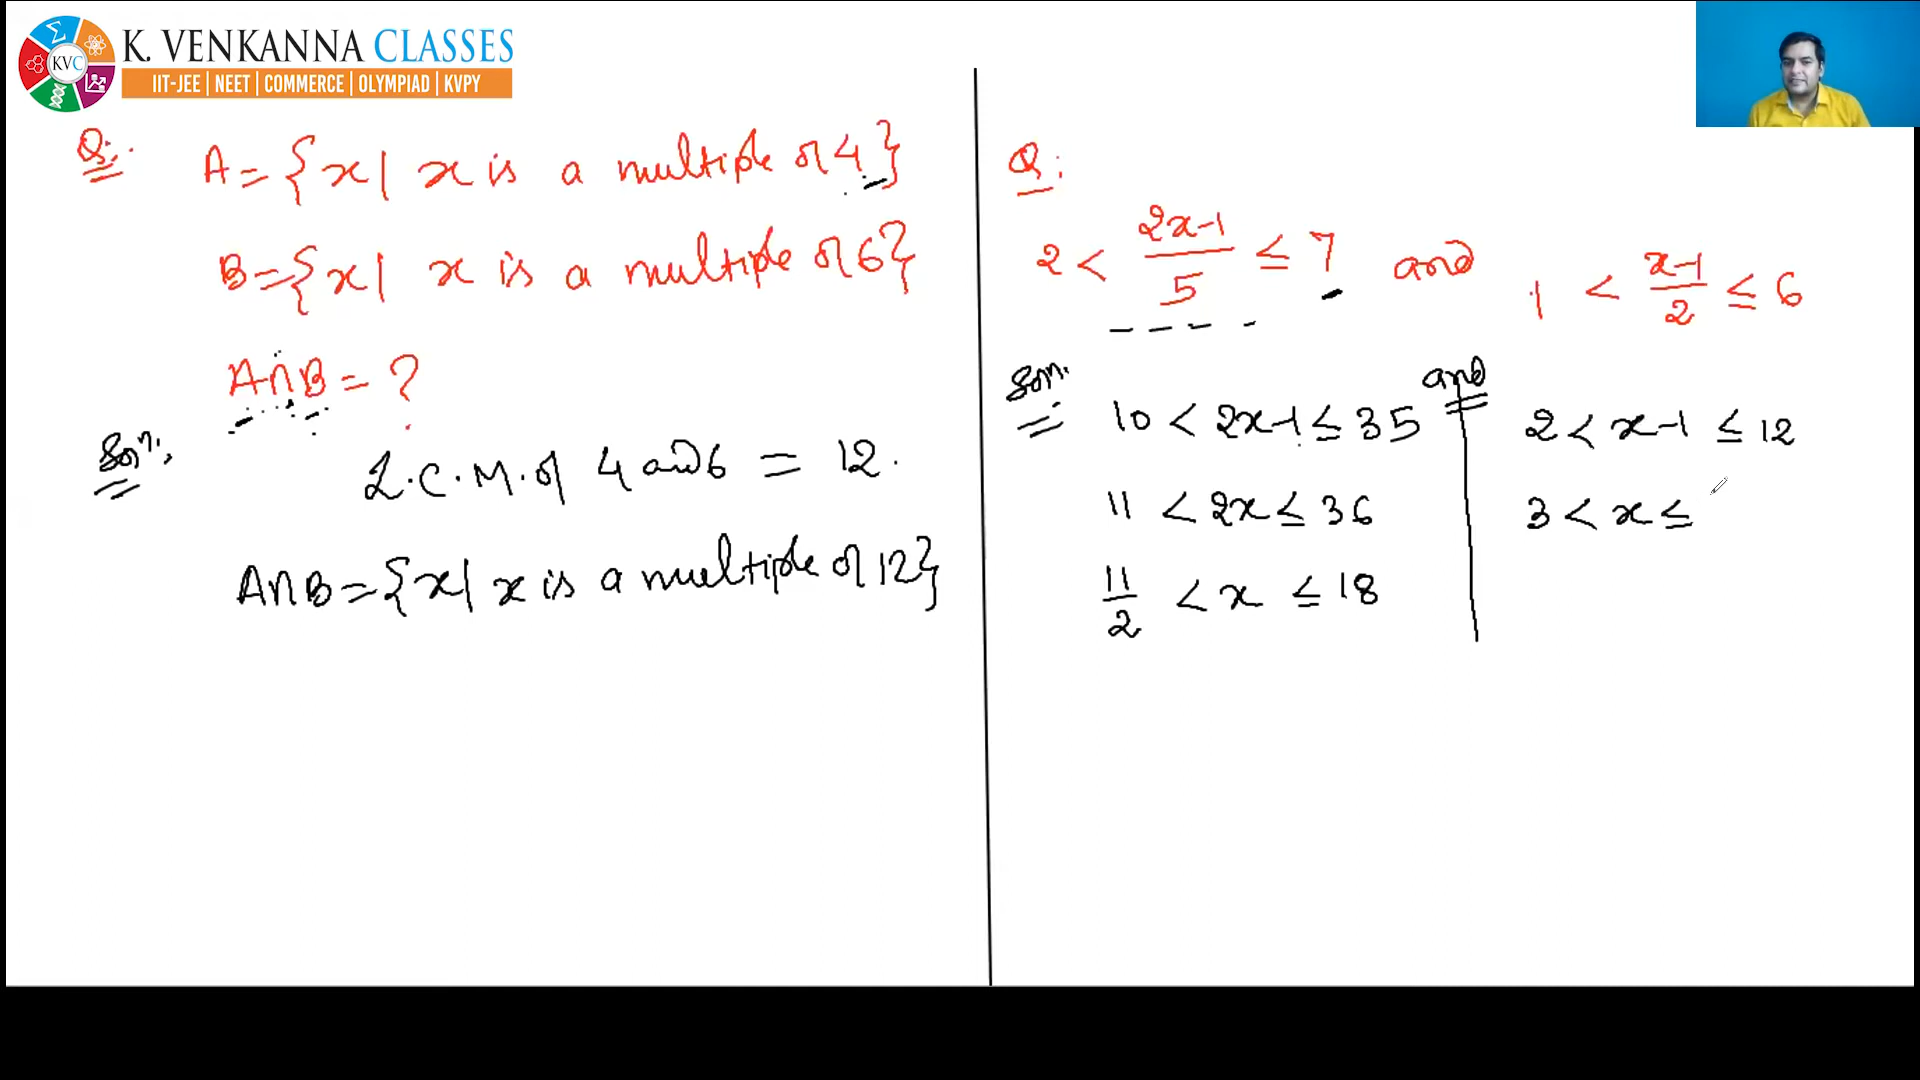 KVC
K. VENKANNA CLASSES
IIT-JEE | NEET | COMMERCE | OLYMPIAD | KVPY
Q:. A = {x | x is a multiple of 4}
B = {x | x is a multiple of 6}
A∩B = ?
Soln:
L.C.M. of 4 and 6 = 12.
A∩B = {x | x is a multiple of 12}
Q:
2 < (2x-1)/5 ≤ 7 and 1 < (x-1)/2 ≤ 6
Soln: and
10 < 2x-1 ≤ 35
11 < 2x ≤ 36
11/2 < x ≤ 18
2 < x-1 ≤ 12
3 < x ≤